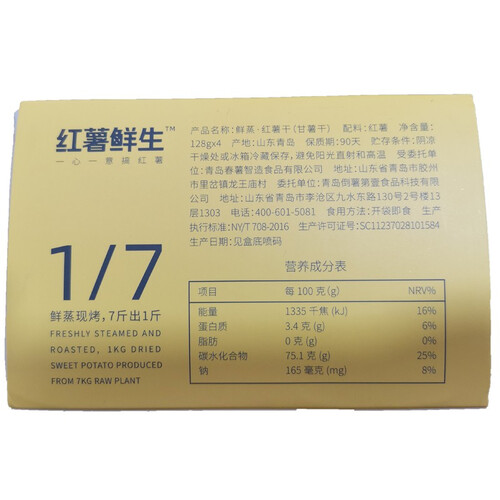 红薯鲜生™
一心一意搞红薯
1/7
鲜蒸现烤，7斤出1斤
FRESHLY STEAMED AND
ROASTED, 1KG DRIED
SWEET POTATO PRODUCED
FROM 7KG RAW PLANT
产品名称：鲜蒸·红薯干（甘薯干） 配料：红薯 净含量：
128gx4 产地：山东青岛 保质期：90天 贮存条件：阴凉
干燥处或冰箱冷藏保存，避免阳光直射和高温 受委托单
位：青岛春薯智造食品有限公司 地址：山东省青岛市胶州
市里岔镇龙王庙村 委托单位：青岛倒薯第壹食品科技有限
公司 地址：山东省青岛市李沧区九水东路130号2号楼13
层1303 电话：400-601-5081 食用方法：开袋即食 生产
执行标准：NY/T 708-2016 生产许可证号：SC11237028101584
生产日期：见盒底喷码
营养成分表
项目 每 100 克 (g) NRV%
能量 1335 千焦 (kJ) 16%
蛋白质 3.4 克 (g) 6%
脂肪 0 克 (g) 0%
碳水化合物 75.1 克 (g) 25%
钠 165 毫克 (mg) 8%